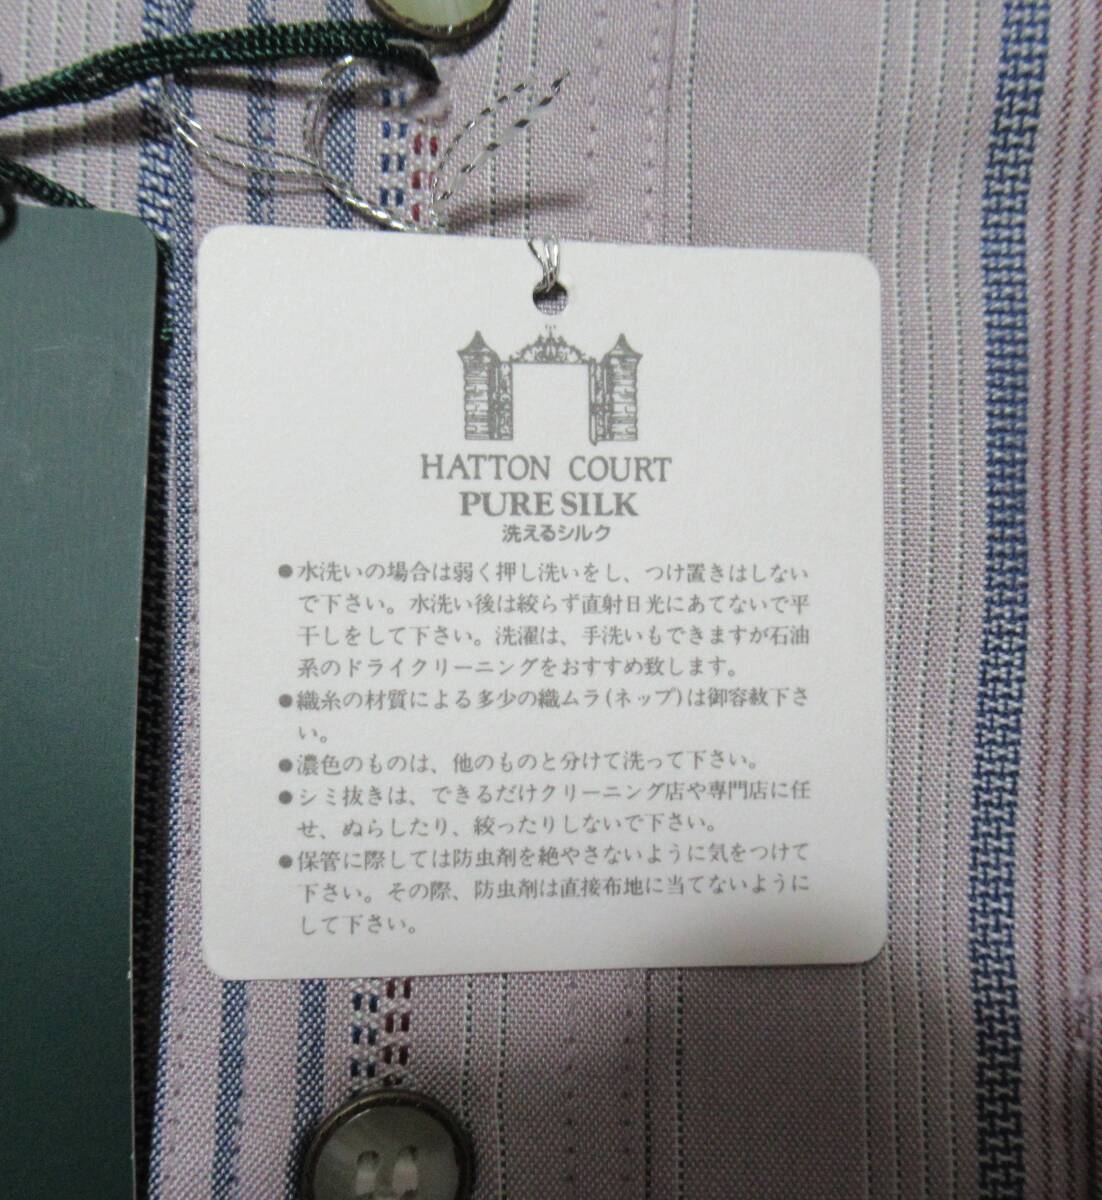 HATTON COURT
PURE SILK
洗えるシルク
●水洗いの場合は弱く押し洗いをし、つけ置きはしない
で下さい。水洗い後は絞らず直射日光にあてないで平
干しをして下さい。洗濯は、手洗いもできますが石油
系のドライクリーニングをおすすめ致します。
●織糸の材質による多少の織ムラ(ネップ)は御容赦下さ
い。
●濃色のものは、他のものと分けて洗って下さい。
●シミ抜きは、できるだけクリーニング店や専門店に任
せ、ぬらしたり、絞ったりしないで下さい。
●保管に際しては防虫剤を絶やさないように気をつけて
下さい。その際、防虫剤は直接布地に当てないように
して下さい。